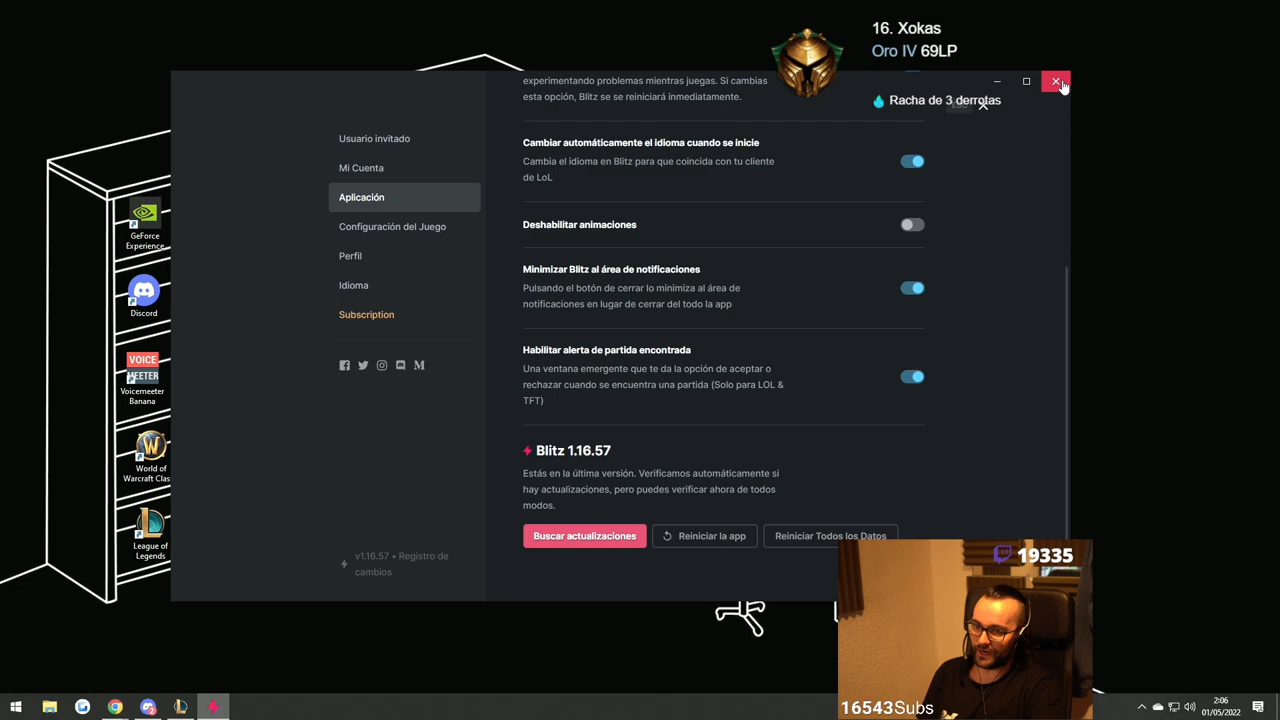 16. Xokas
Oro IV 69LP
Racha de 3 derrotas
experimentando problemas mientras juegas. Si cambias
esta opción, Blitz se se reiniciará inmediatamente.
Usuario invitado
Mi Cuenta
Aplicación
Configuración del Juego
Perfil
Idioma
Subscription
v1.16.57 • Registro de
cambios
Cambiar automáticamente el idioma cuando se inicie
Cambia el idioma en Blitz para que coincida con tu cliente
de LoL
Deshabilitar animaciones
Minimizar Blitz al área de notificaciones
Pulsando el botón de cerrar lo minimiza al área de
notificaciones en lugar de cerrar del todo la app
Habilitar alerta de partida encontrada
Una ventana emergente que te da la opción de aceptar o
rechazar cuando se encuentra una partida (Solo para LOL &
TFT)
Blitz 1.16.57
Estás en la última versión. Verificamos automáticamente si
hay actualizaciones, pero puedes verificar ahora de todos
modos.
Buscar actualizaciones
Reiniciar la app
Reiniciar Todos los Datos
GeForce
Experience
Discord
VOICE
MEETER
Voicemeeter
Banana
World of
Warcraft Clas
League of
Legends
19335
16543Subs
2:06
01/05/2022